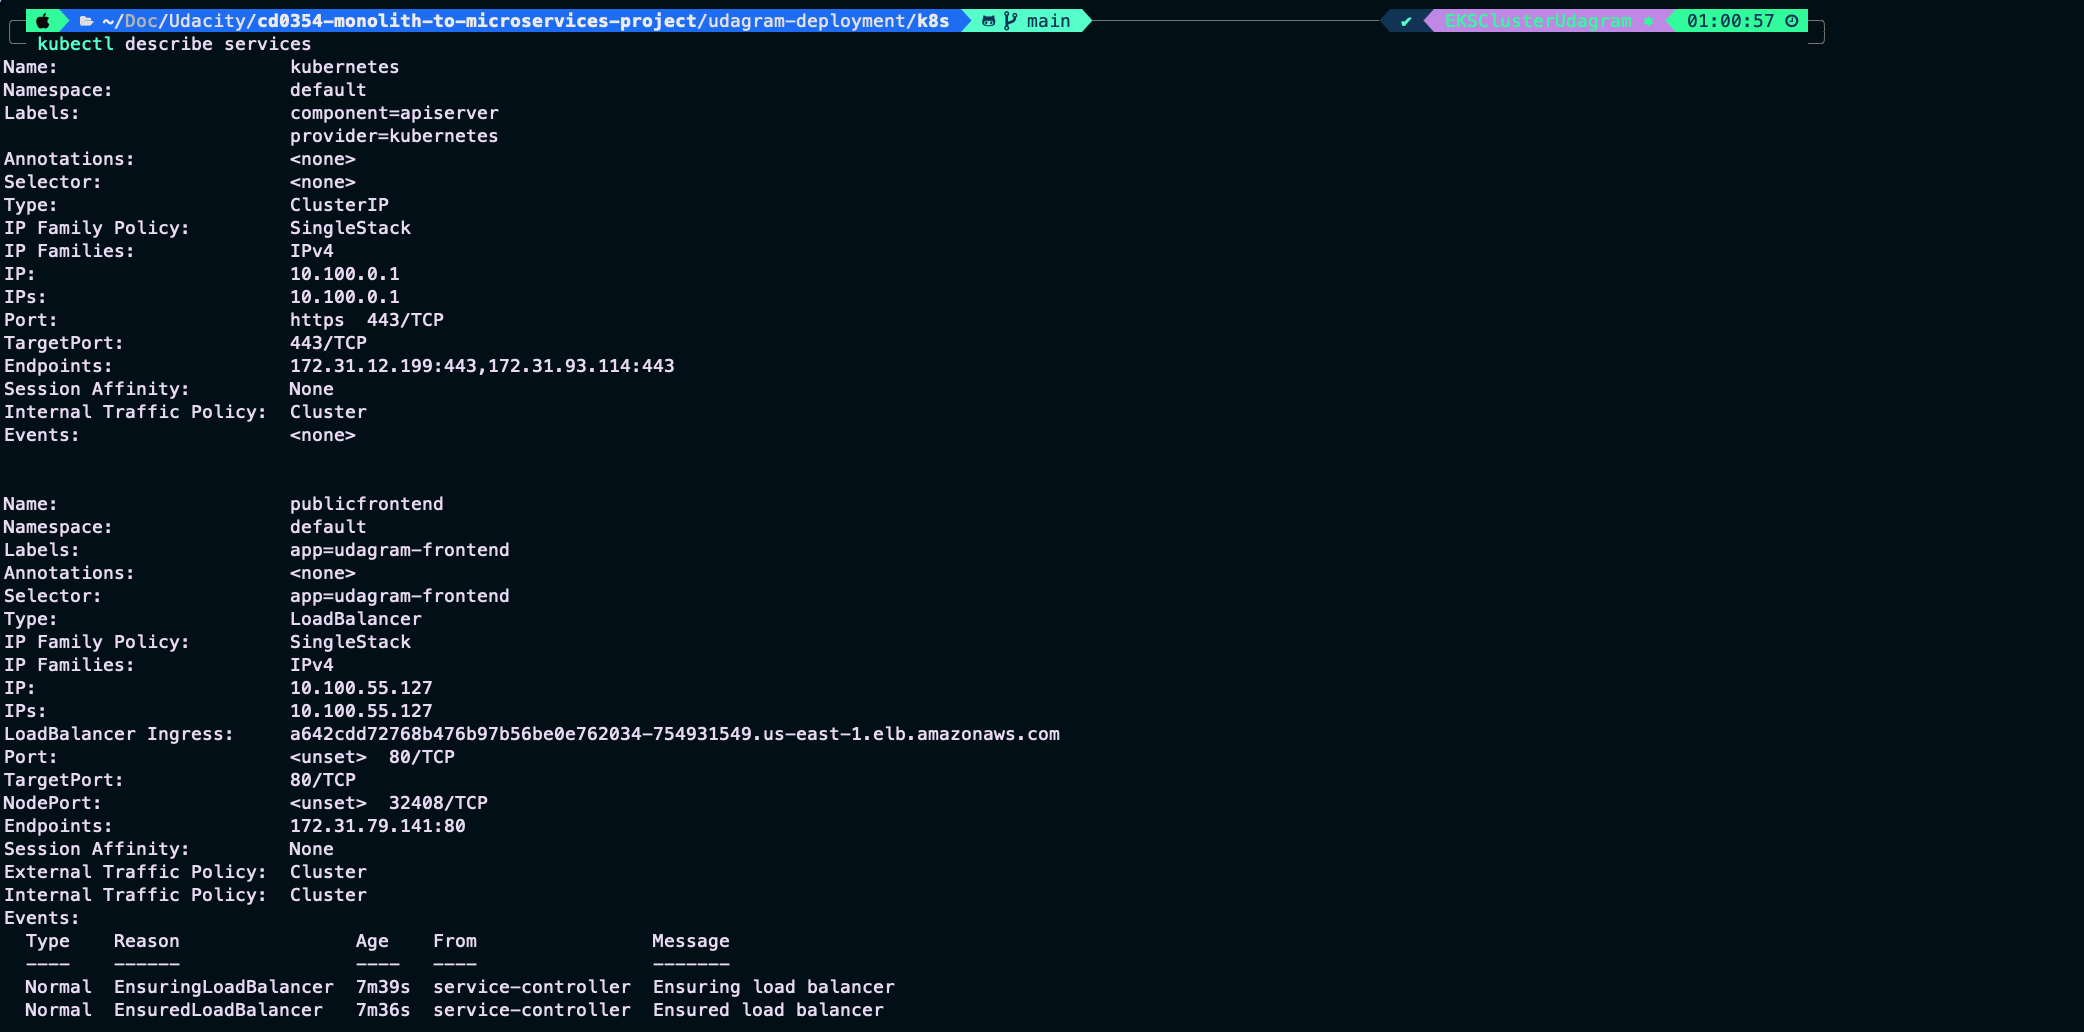 ~/Doc/Udacity/cd0354-monolith-to-microservices-project/udagram-deployment/k8s main ✔ EKSClusterUdagram ⎈ 01:00:57
kubectl describe services
Name: kubernetes
Namespace: default
Labels: component=apiserver
provider=kubernetes
Annotations: <none>
Selector: <none>
Type: ClusterIP
IP Family Policy: SingleStack
IP Families: IPv4
IP: 10.100.0.1
IPs: 10.100.0.1
Port: https 443/TCP
TargetPort: 443/TCP
Endpoints: 172.31.12.199:443,172.31.93.114:443
Session Affinity: None
Internal Traffic Policy: Cluster
Events: <none>
Name: publicfrontend
Namespace: default
Labels: app=udagram-frontend
Annotations: <none>
Selector: app=udagram-frontend
Type: LoadBalancer
IP Family Policy: SingleStack
IP Families: IPv4
IP: 10.100.55.127
IPs: 10.100.55.127
LoadBalancer Ingress: a642cdd72768b476b97b56be0e762034-754931549.us-east-1.elb.amazonaws.com
Port: <unset> 80/TCP
TargetPort: 80/TCP
NodePort: <unset> 32408/TCP
Endpoints: 172.31.79.141:80
Session Affinity: None
External Traffic Policy: Cluster
Internal Traffic Policy: Cluster
Events:
Type Reason Age From Message
---- ------ ---- ---- -------
Normal EnsuringLoadBalancer 7m39s service-controller Ensuring load balancer
Normal EnsuredLoadBalancer 7m36s service-controller Ensured load balancer